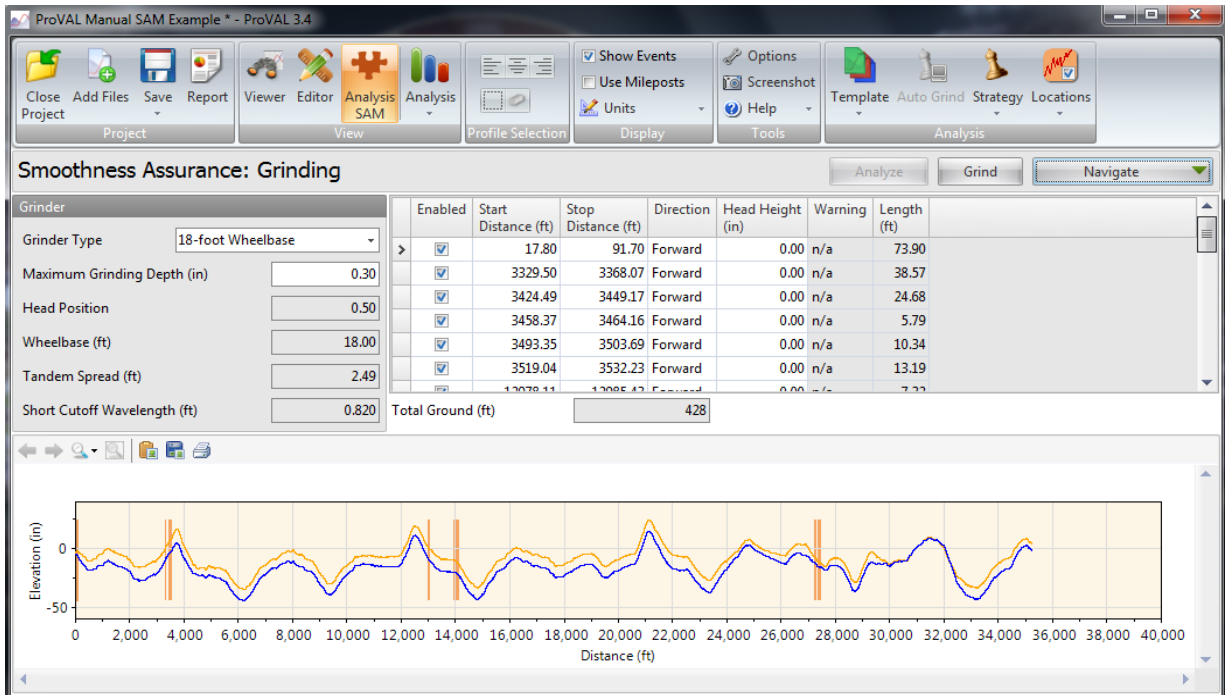 ProVAL Manual SAM Example * - ProVAL 3.4
Close Project
Add Files
Save
Report
Project
Viewer
Editor
Analysis SAM
Analysis
View
Profile Selection
Show Events
Use Mileposts
Units
Display
Options
Screenshot
Help
Tools
Template
Auto Grind
Strategy
Locations
Analysis
Smoothness Assurance: Grinding
Analyze
Grind
Navigate
Grinder
Grinder Type 18-foot Wheelbase
Maximum Grinding Depth (in) 0.30
Head Position 0.50
Wheelbase (ft) 18.00
Tandem Spread (ft) 2.49
Short Cutoff Wavelength (ft) 0.820
Enabled Start Distance (ft) Stop Distance (ft) Direction Head Height (in) Warning Length (ft)
17.80 91.70 Forward 0.00 n/a 73.90
3329.50 3368.07 Forward 0.00 n/a 38.57
3424.49 3449.17 Forward 0.00 n/a 24.68
3458.37 3464.16 Forward 0.00 n/a 5.79
3493.35 3503.69 Forward 0.00 n/a 10.34
3519.04 3532.23 Forward 0.00 n/a 13.19
Total Ground (ft) 428
Elevation (in)
0
-50
0 2,000 4,000 6,000 8,000 10,000 12,000 14,000 16,000 18,000 20,000 22,000 24,000 26,000 28,000 30,000 32,000 34,000 36,000 38,000 40,000
Distance (ft)